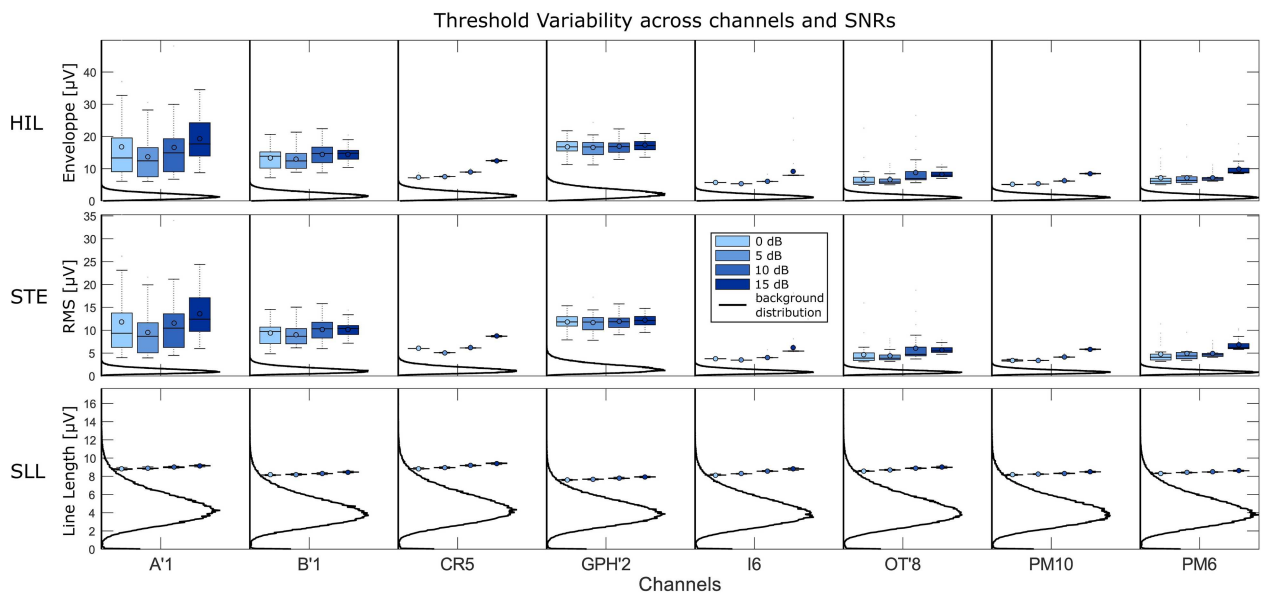 Threshold Variability across channels and SNRs
HIL
Enveloppe [µV]
40
30
20
10
0
STE
RMS [µV]
35
30
25
20
15
10
5
0
0 dB
5 dB
10 dB
15 dB
background
distribution
SLL
Line Length [µV]
16
14
12
10
8
6
4
2
0
A'1 B'1 CR5 GPH'2 I6 OT'8 PM10 PM6
Channels